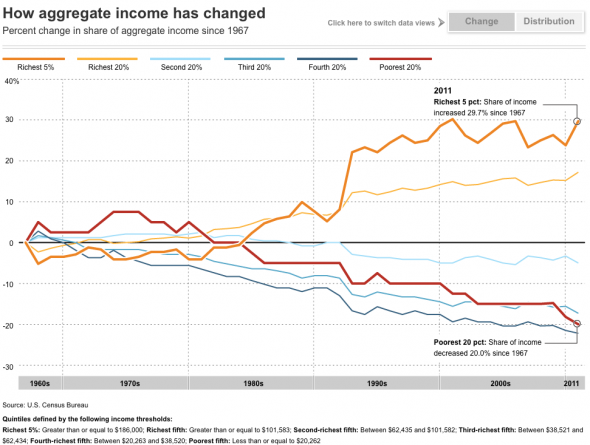 How aggregate income has changed
Percent change in share of aggregate income since 1967
Click here to switch data views
Change
Distribution
Richest 5%
Richest 20%
Second 20%
Third 20%
Fourth 20%
Poorest 20%
40%
2011
Richest 5 pct: Share of income
increased 29.7% since 1967
30
20
10
0
-10
-20
Poorest 20 pct: Share of income
decreased 20.0% since 1967
-30
1960s
1970s
1980s
1990s
2000s
2011
Source: U.S. Census Bureau
Quintiles defined by the following income thresholds:
Richest 5%: Greater than or equal to $186,000; Richest fifth: Greater than or equal to $101,583; Second-richest fifth: Between $62,435 and $101,582; Third-richest fifth: Between $38,521 and
$62,434; Fourth-richest fifth: Between $20,263 and $38,520; Poorest fifth: Less than or equal to $20,262